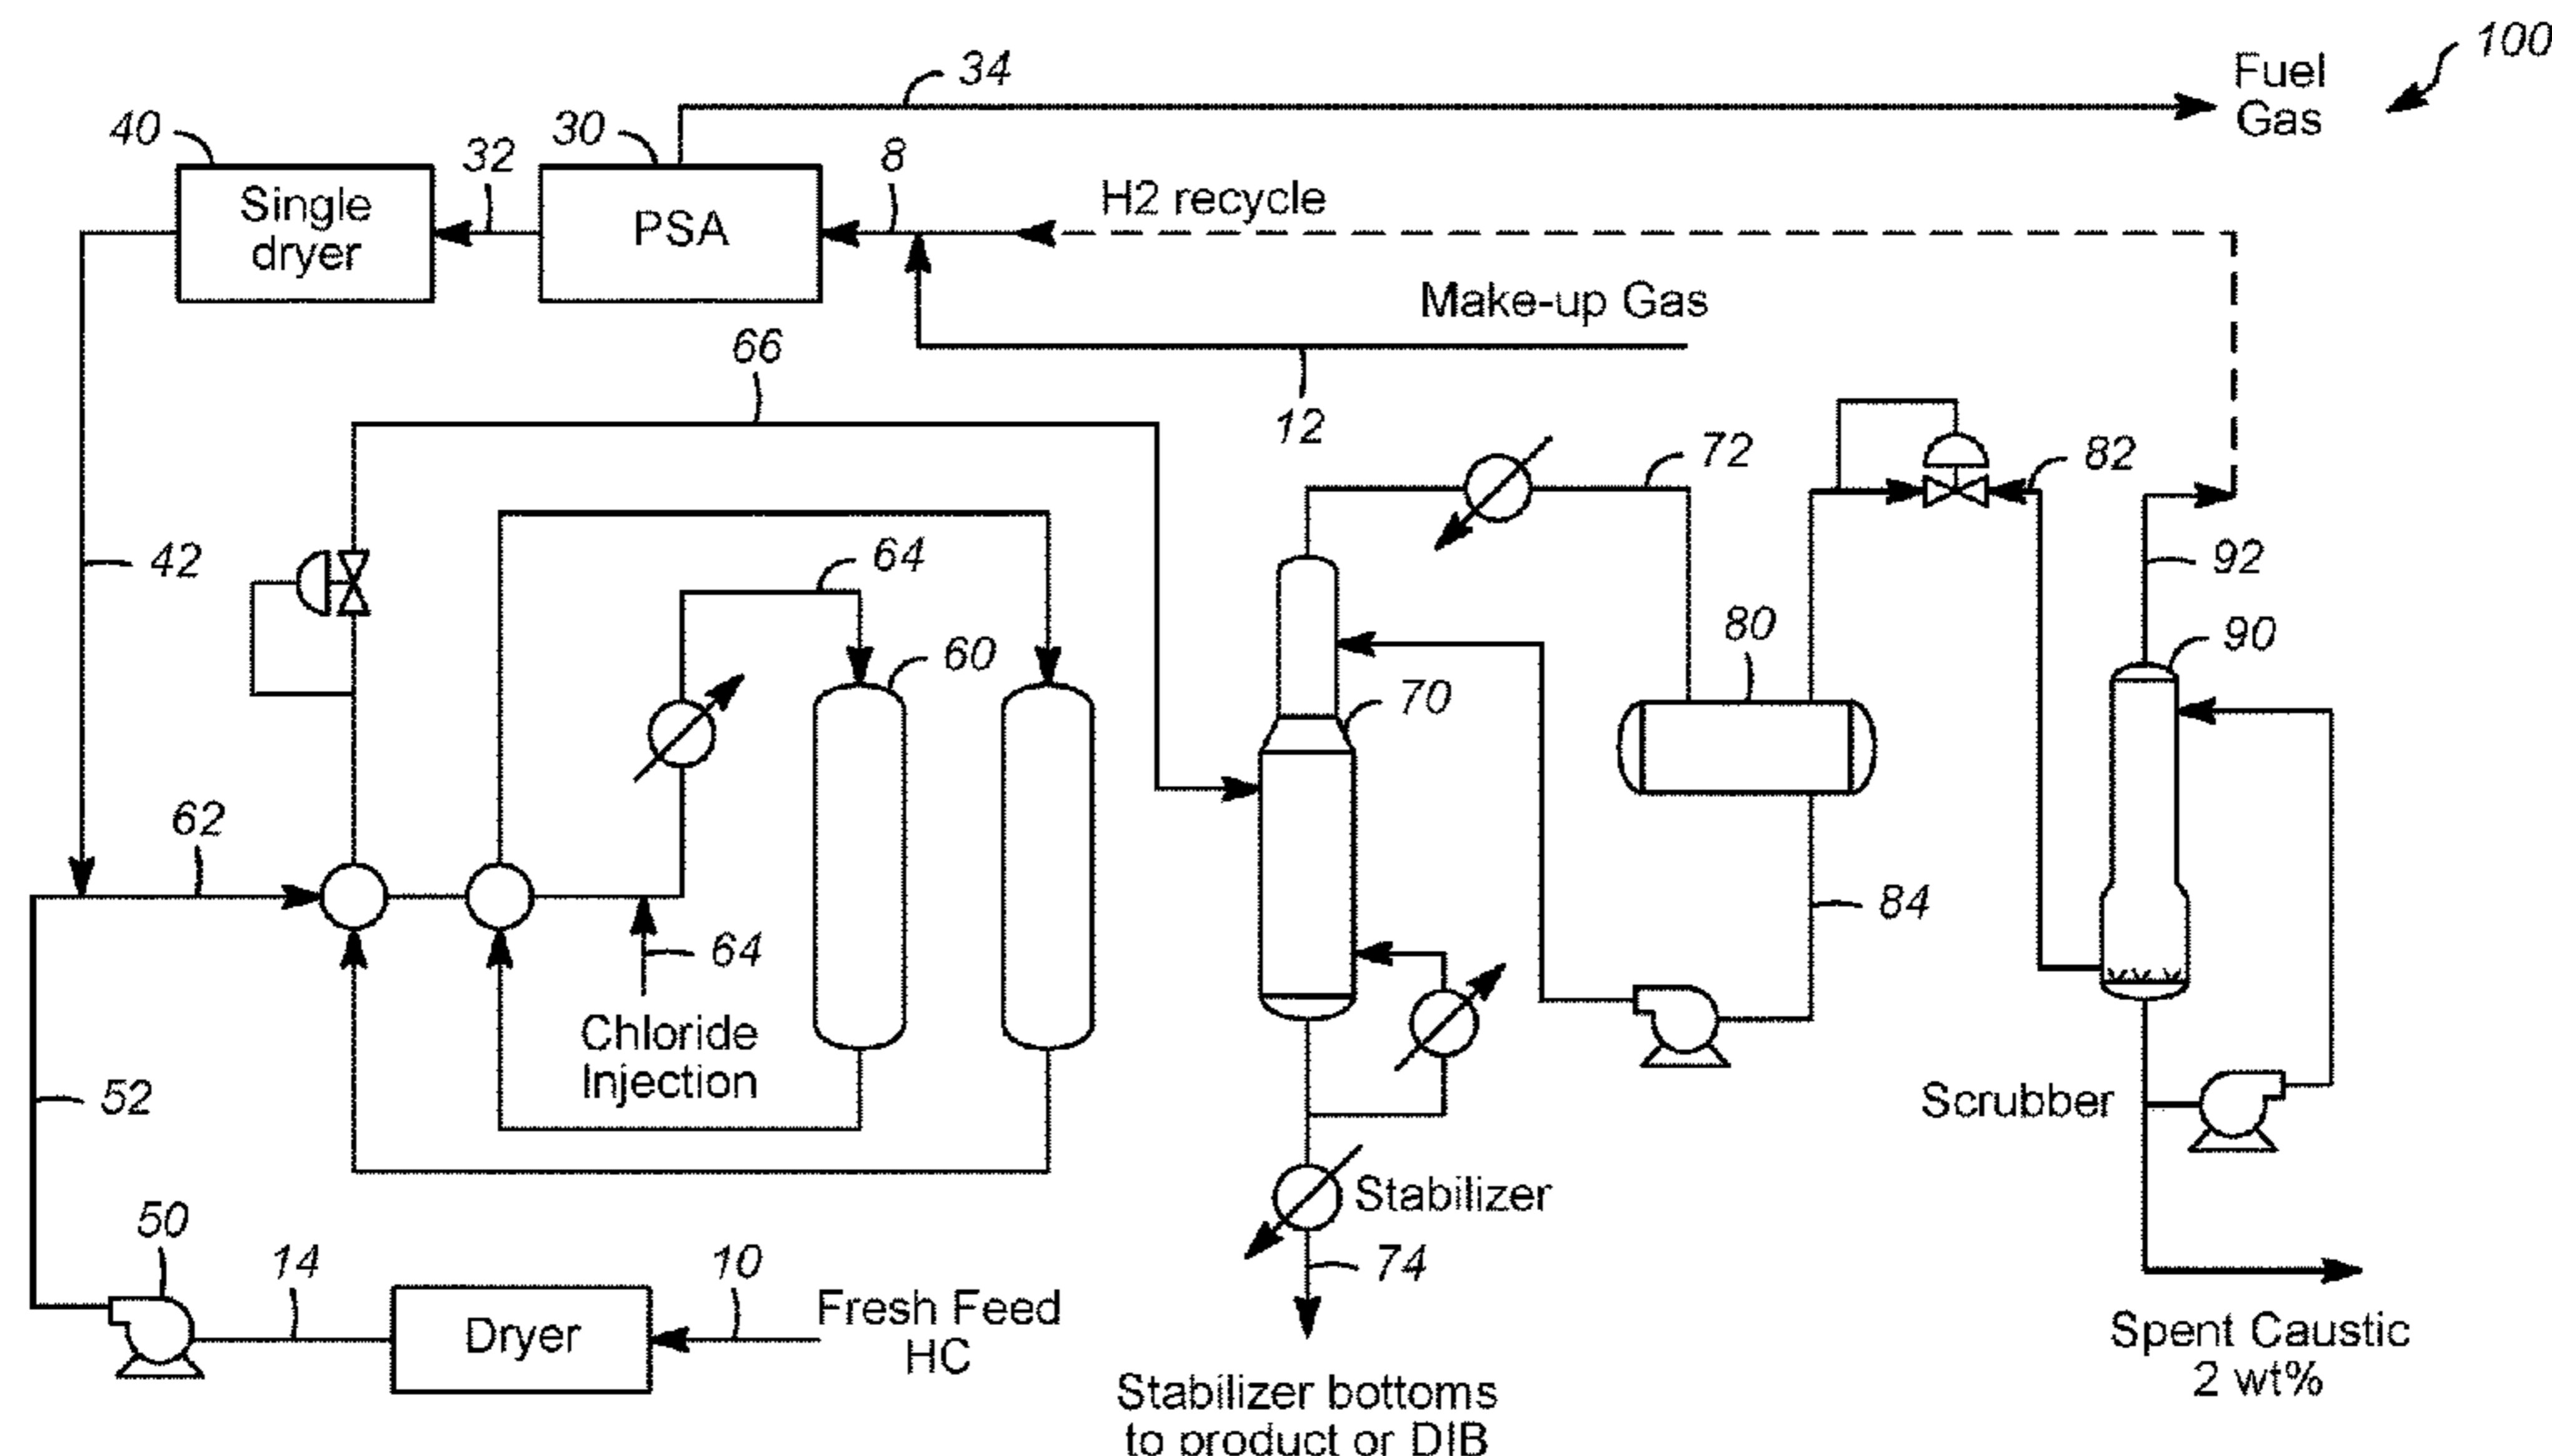 100
34
Fuel
Gas
40
30
32
8
Single
dryer
PSA
H2 recycle
Make-up Gas
66
12
72
82
42
64
92
80
90
60
70
62
84
64
Chloride
Injection
52
Scrubber
50
14
10
Stabilizer
74
Dryer
Fresh Feed
HC
Spent Caustic
2 wt%
Stabilizer bottoms
to product or DIB